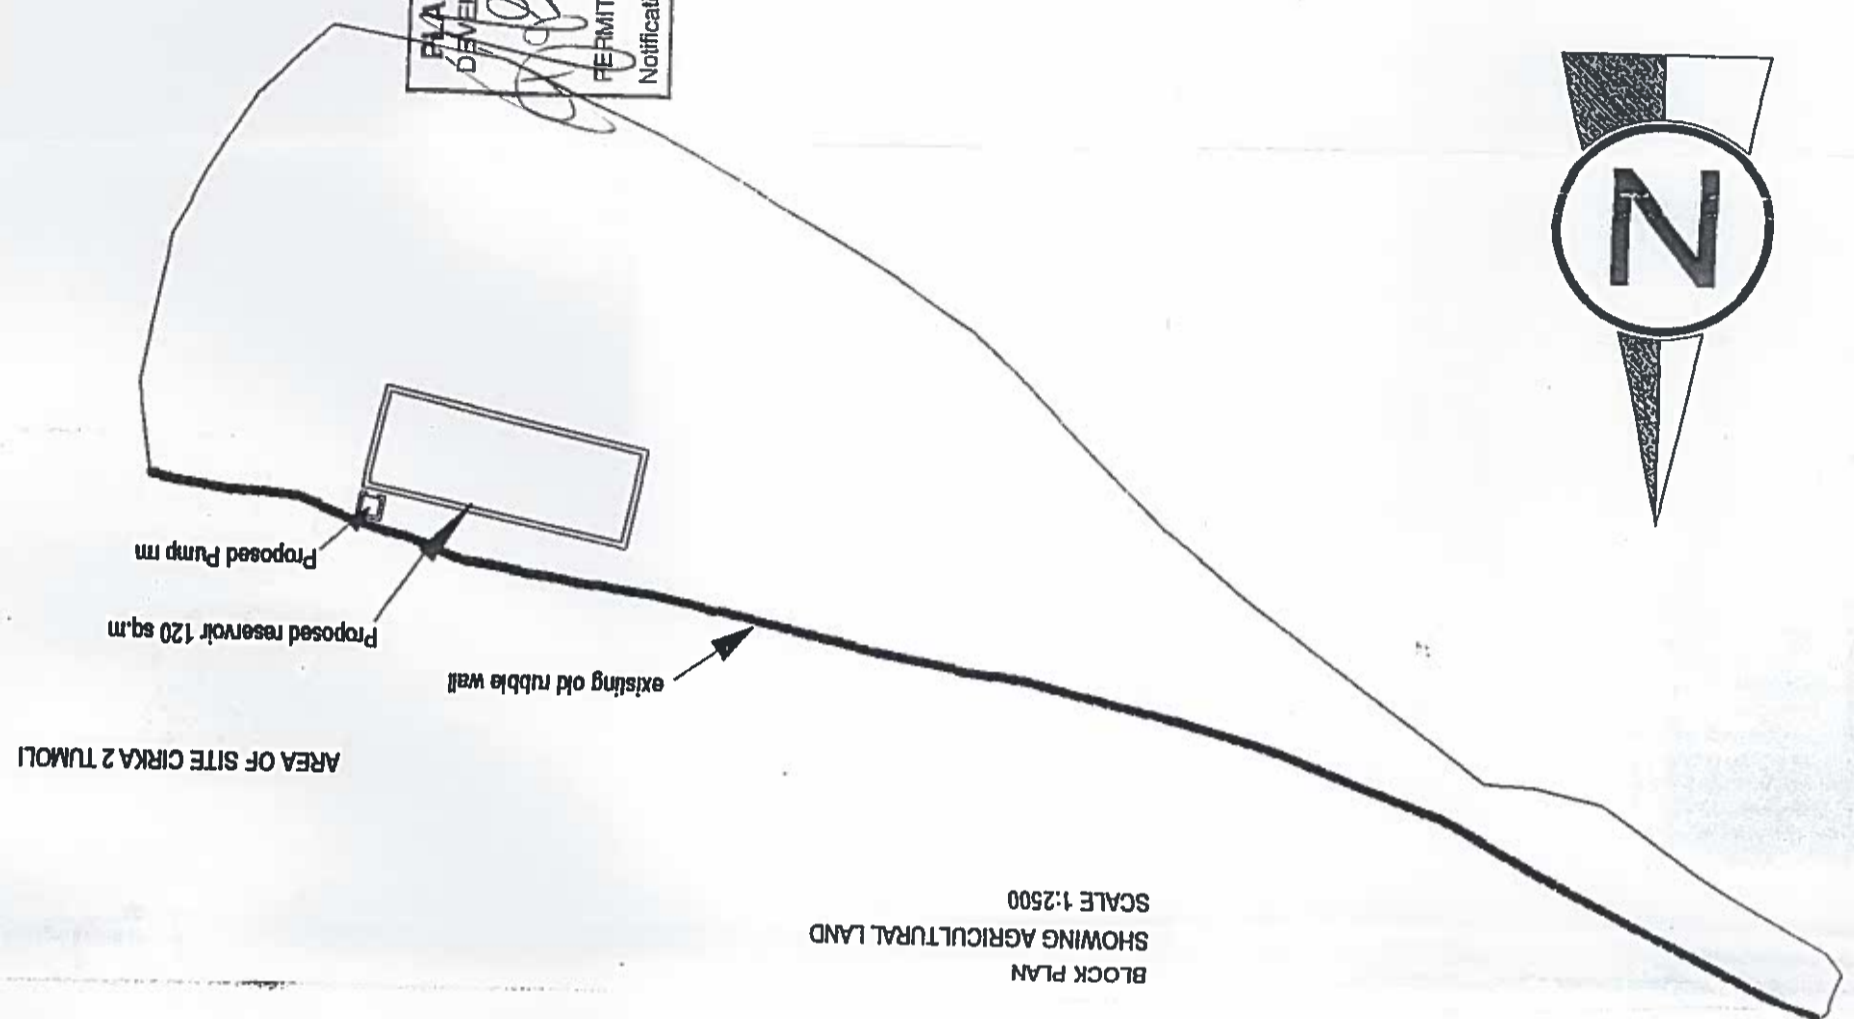 BLOCK PLAN
SHOWING AGRICULTURAL LAND
SCALE 1:2500
AREA OF SITE CIRKA 2 TUMOLI
existing old rubble wall
Proposed reservoir 120 sq.m
Proposed Pump rm
N
PLA
DEVE
PERMIT
Notificat